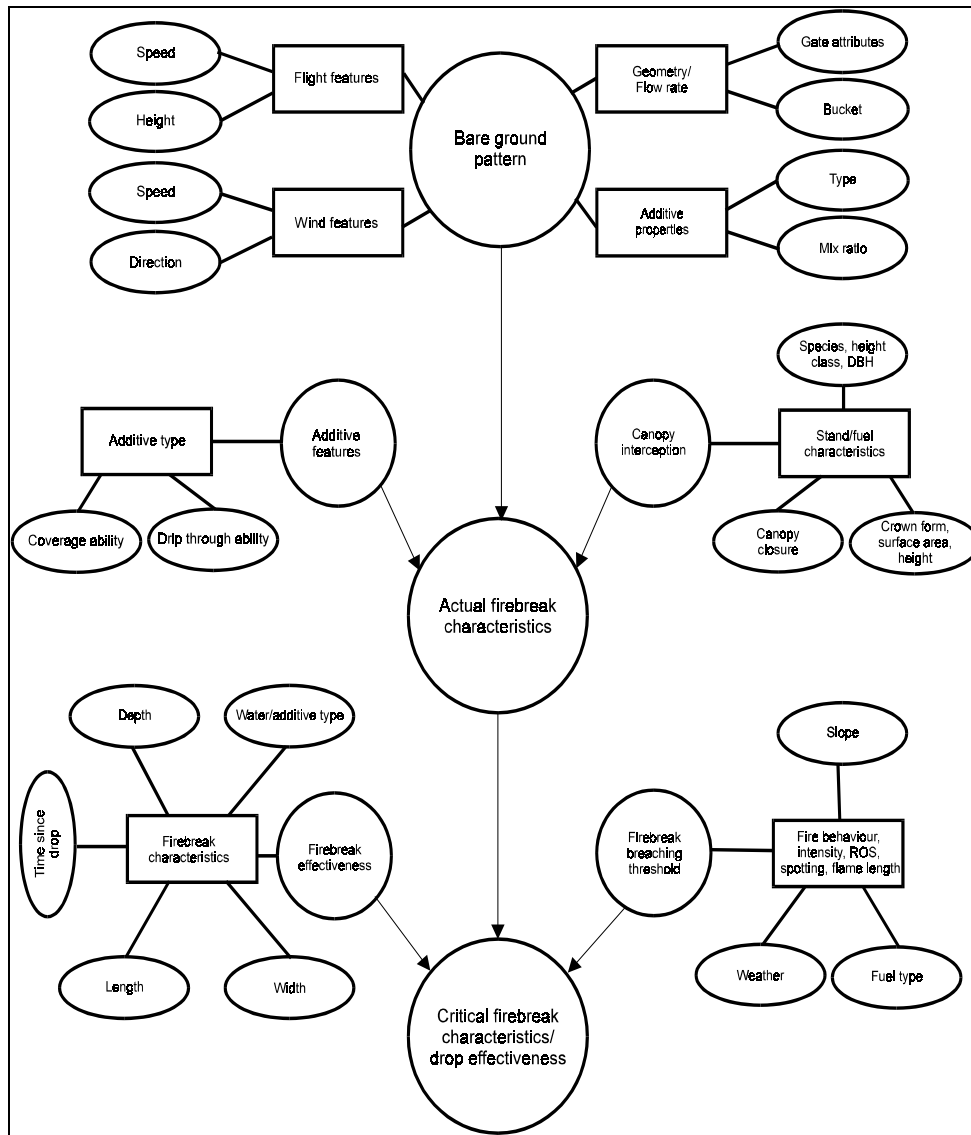 Speed
Flight features
Height
Speed
Wind features
Direction
Bare ground
pattern
Geometry/
Flow rate
Gate attributes
Bucket
Additive
properties
Type
Mix ratio
Additive type
Additive
features
Coverage ability
Drip through ability
Canopy
interception
Species, height
class, DBH
Stand/fuel
characteristics
Canopy
closure
Crown form,
surface area,
height
Actual firebreak
characteristics
Depth
Water/additive type
Time since
drop
Firebreak
characteristics
Firebreak
effectiveness
Length
Width
Firebreak
breaching
threshold
Slope
Fire behaviour,
intensity, ROS,
spotting, flame length
Weather
Fuel type
Critical firebreak
characteristics/
drop effectiveness